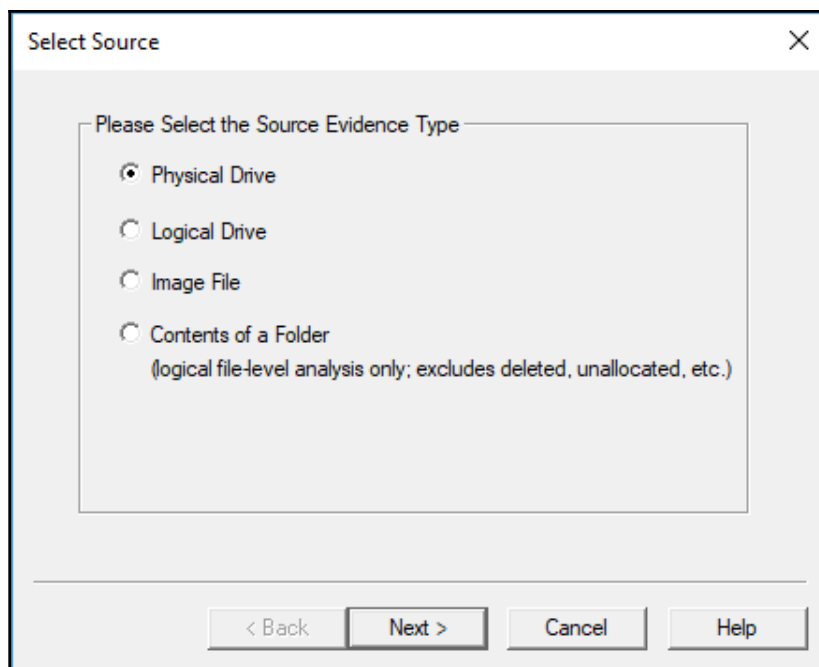 Select Source
Please Select the Source Evidence Type
Physical Drive
Logical Drive
Image File
Contents of a Folder
(logical file-level analysis only; excludes deleted, unallocated, etc.)
< Back Next > Cancel Help